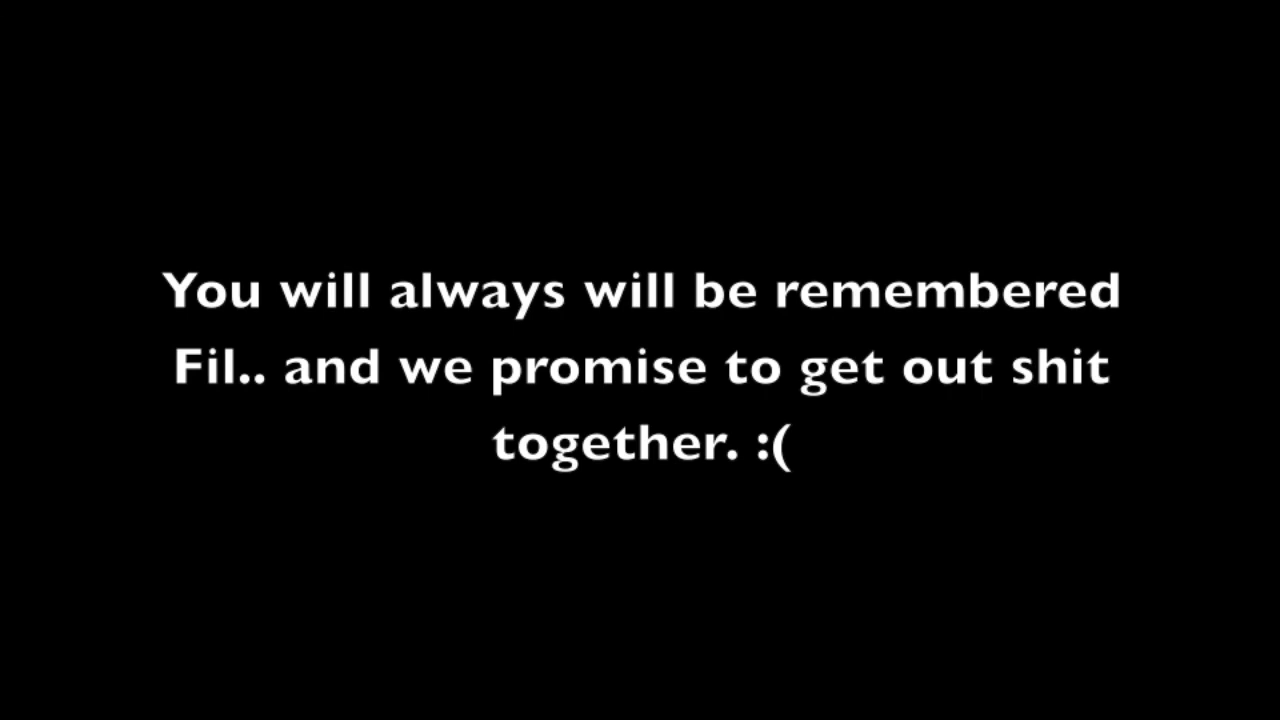 You will always will be remembered
Fil.. and we promise to get out shit
together. :(